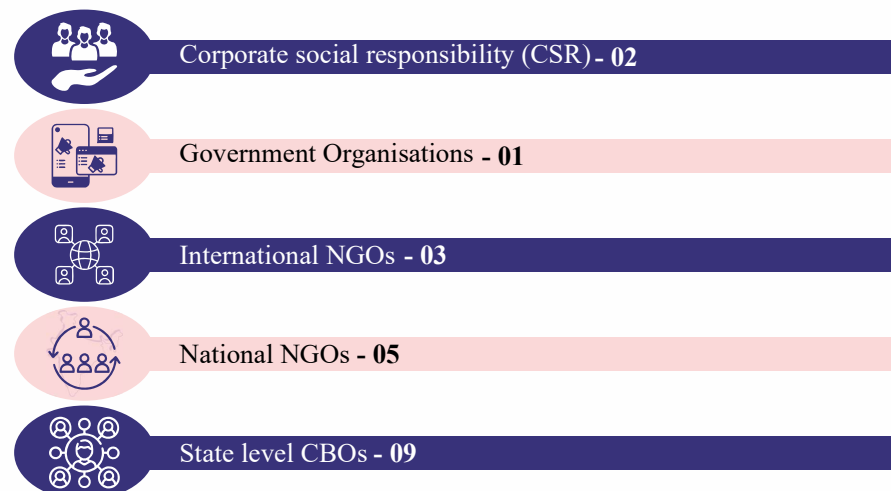 Corporate social responsibility (CSR) - 02
Government Organisations - 01
International NGOs - 03
National NGOs - 05
State level CBOs - 09